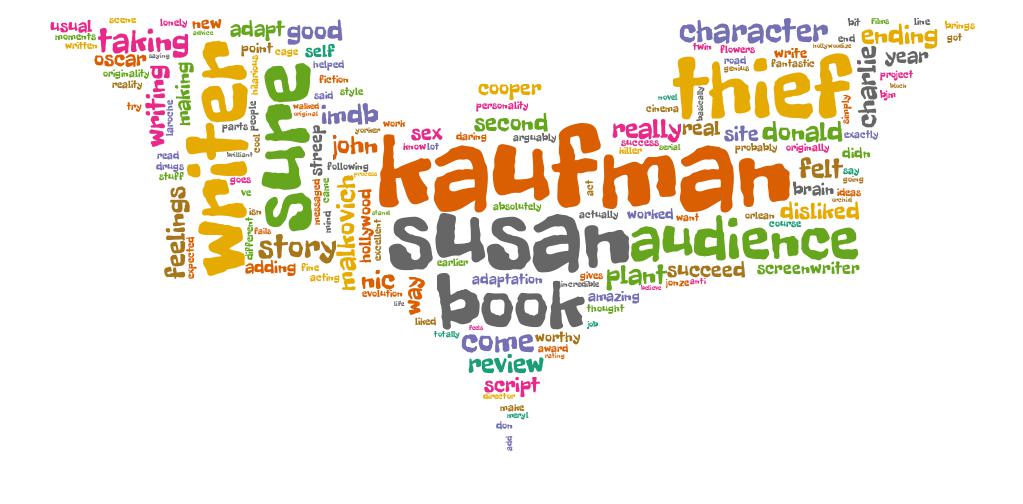 usual
scene
lonely
new
adapt
good
moments
advice
written
taking
saying
point
cage
self
oscar
originality
reality
making
hilarious
helped
fiction
try
writing
laroche
writer
sune
said
style
walked
original
imdb
parts
people
cool
streep
yorker
work
john
read
drugs
stuff
brilliant
following
goes
ve
messaged
came
mind
process
malkovich
hollywood
stand
excellent
feelings
expected
isn
different
fails
story
adding
fine
acting
nic
evolution
life
way
cooper
personality
second
sex
know
lot
daring
arguably
kaufman
act
absolutely
actually
worked
want
susan
audience
earlier
adaptation
gives
incredible
plant
believe
succeed
jonze
anti
screenwriter
book
amazing
thought
liked
feels
totally
job
come
worthy
award
rating
review
script
director
make
meryl
don
add
character
bit
films
line
brings
twin
flowers
end
hollywoodize
ending
got
road
genius
write
fantastic
charlie
year
project
black
bjm
thief
novel
cinema
basically
simply
really
real
site
donald
exactly
success
killer
serial
probably
originally
didn
felt
say
going
brain
ideas
orchid
orlean
course
disliked